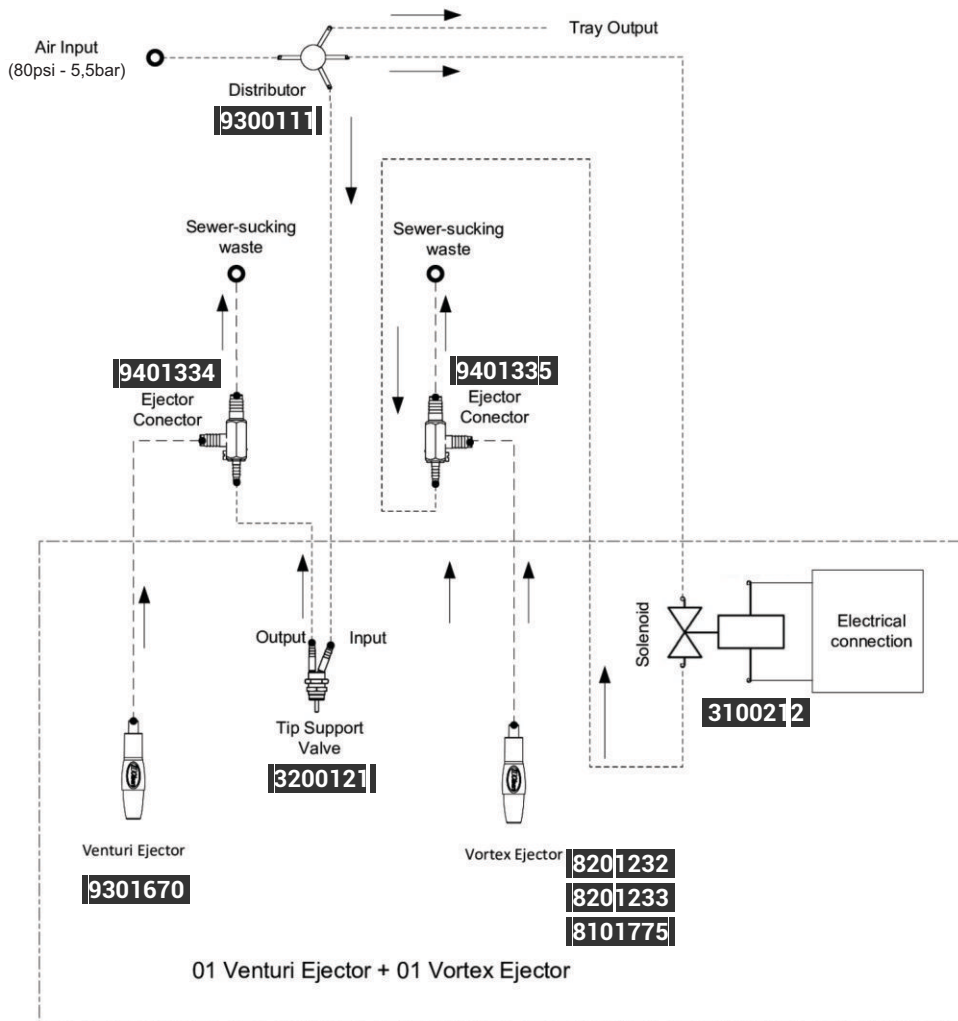 Tray Output
Air Input
(80psi - 5,5bar)
Distributor
9300111
Sewer-sucking
waste
Sewer-sucking
waste
9401334
Ejector
Conector
9401335
Ejector
Conector
Output
Input
Solenoid
Electrical
connection
3100212
Tip Support
Valve
3200121
Venturi Ejector
9301670
Vortex Ejector
8201232
8201233
8101775
01 Venturi Ejector + 01 Vortex Ejector